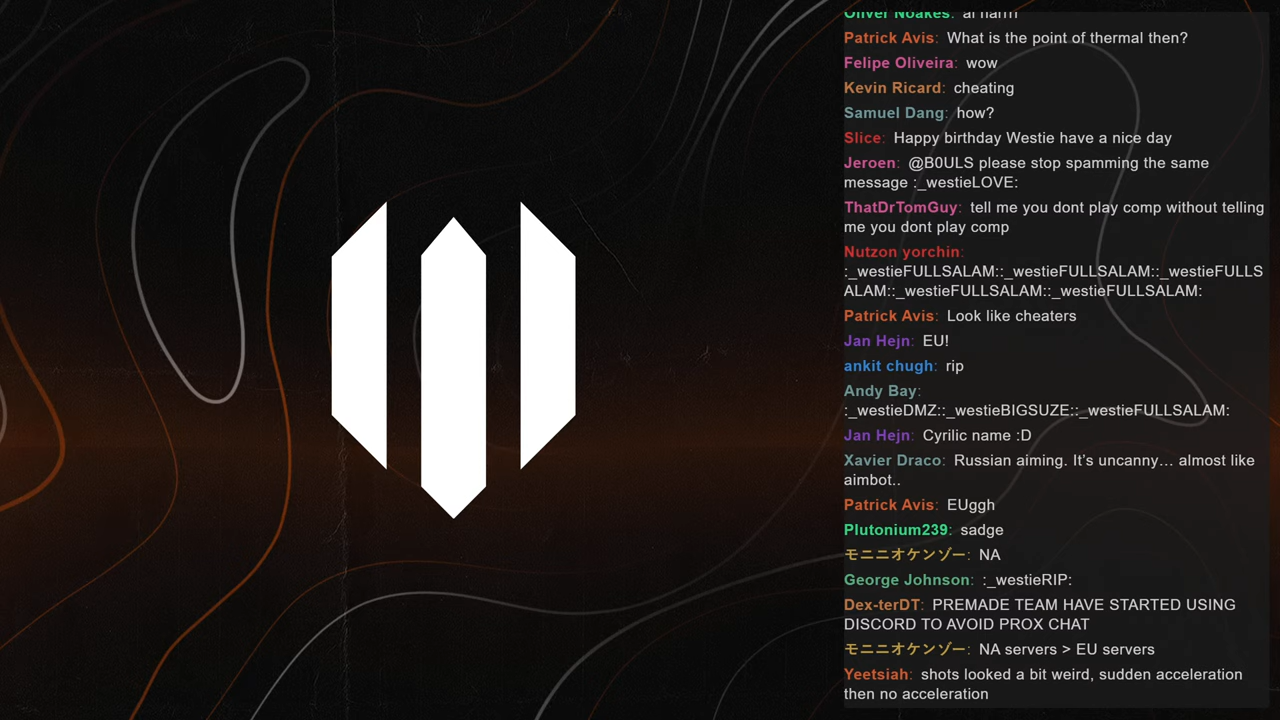 Oliver Noakes: ai harm
Patrick Avis: What is the point of thermal then?
Felipe Oliveira: wow
Kevin Ricard: cheating
Samuel Dang: how?
Slice: Happy birthday Westie have a nice day
Jeroen: @B0ULS please stop spamming the same
message :_westieLOVE:
ThatDrTomGuy: tell me you dont play comp without telling
me you dont play comp
Nutzon yorchin:
:_westieFULLSALAM::_westieFULLSALAM::_westieFULLS
ALAM::_westieFULLSALAM::_westieFULLSALAM:
Patrick Avis: Look like cheaters
Jan Hejn: EU!
ankit chugh: rip
Andy Bay:
:_westieDMZ::_westieBIGSUZE::_westieFULLSALAM:
Jan Hejn: Cyrilic name :D
Xavier Draco: Russian aiming. It’s uncanny… almost like
aimbot..
Patrick Avis: EUggh
Plutonium239: sadge
モニニオケンゾー: NA
George Johnson: :_westieRIP:
Dex-terDT: PREMADE TEAM HAVE STARTED USING
DISCORD TO AVOID PROX CHAT
モニニオケンゾー: NA servers > EU servers
Yeetsiah: shots looked a bit weird, sudden acceleration
then no acceleration